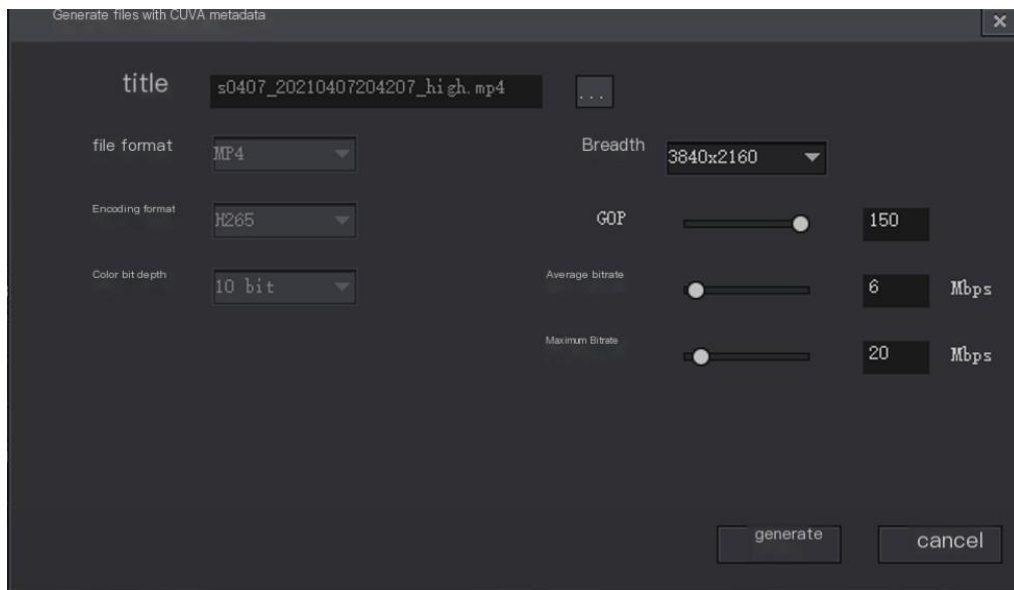 Generate files with CUVA metadata
title s0407_20210407204207_high.mp4 ...
file format MP4 Breadth 3840x2160
Encoding format H265 GOP 150
Color bit depth 10 bit Average bitrate 6 Mbps
Maximum Bitrate 20 Mbps
generate cancel